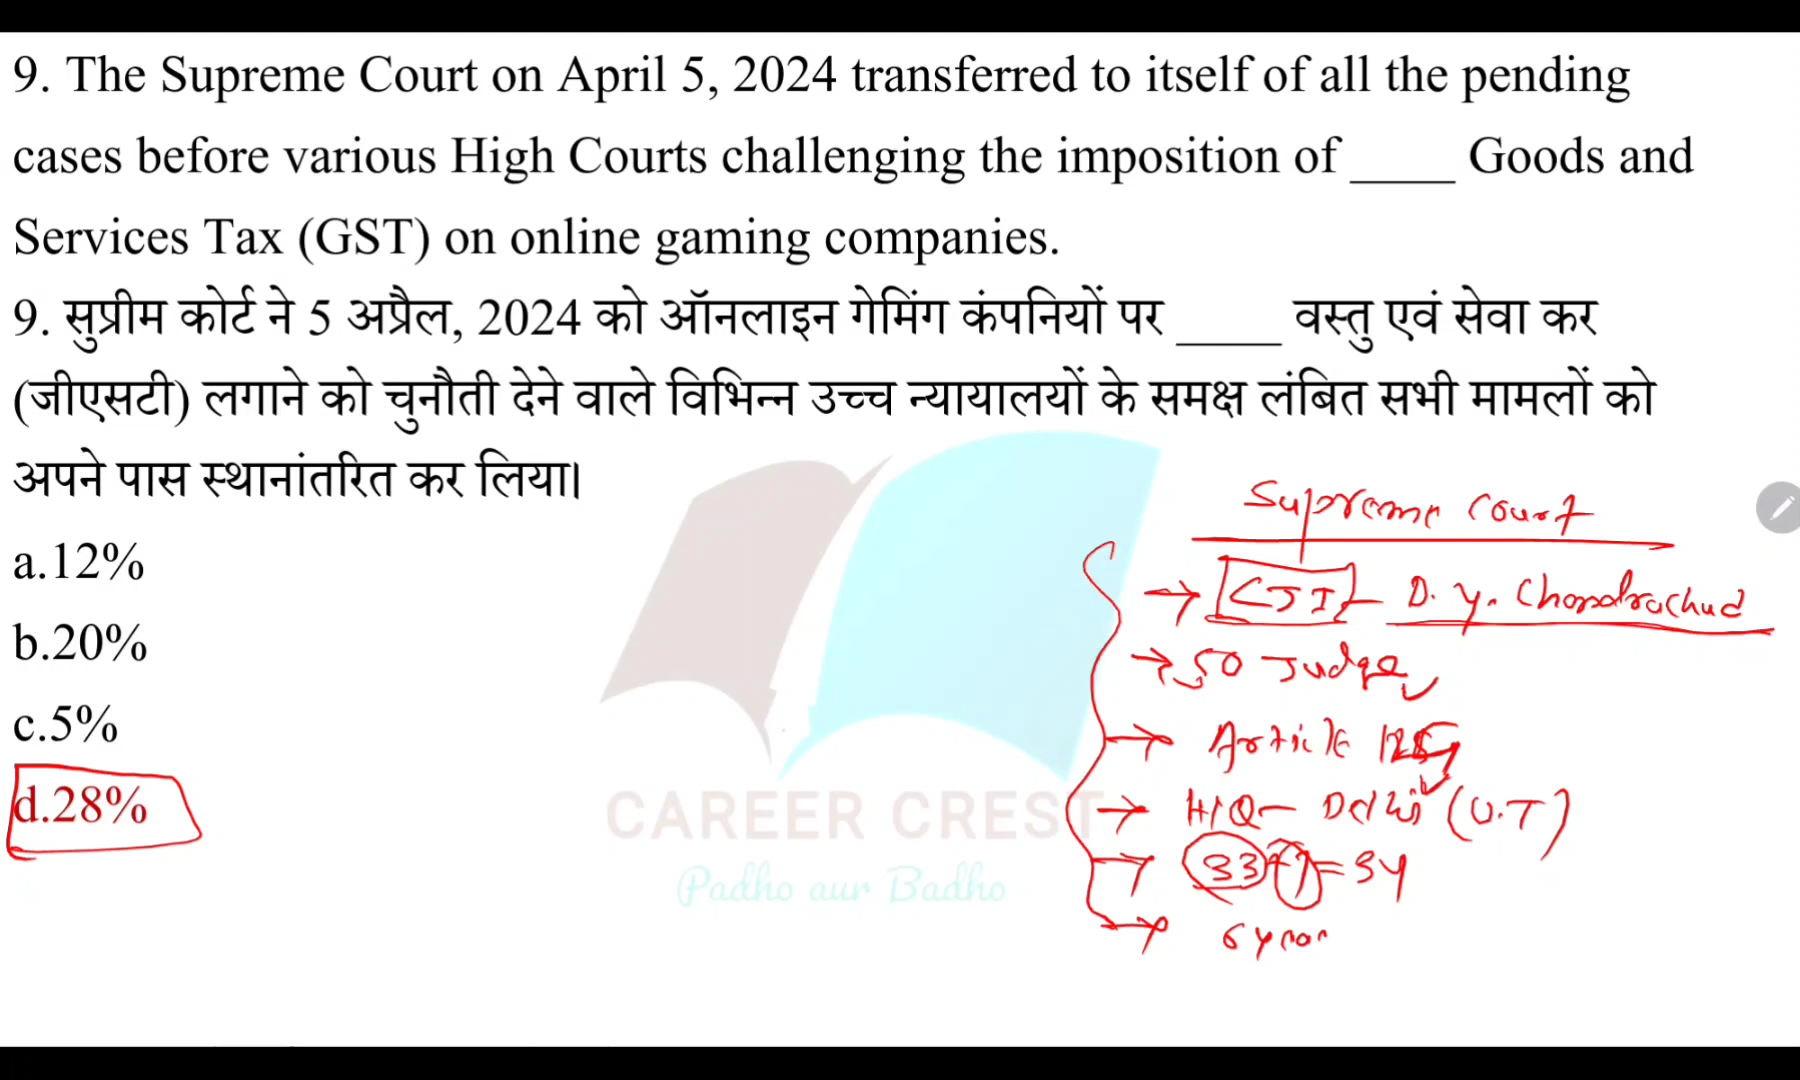 9. The Supreme Court on April 5, 2024 transferred to itself of all the pending
cases before various High Courts challenging the imposition of ____ Goods and
Services Tax (GST) on online gaming companies.
9. सुप्रीम कोर्ट ने 5 अप्रैल, 2024 को ऑनलाइन गेमिंग कंपनियों पर ____ वस्तु एवं सेवा कर
(जीएसटी) लगाने को चुनौती देने वाले विभिन्न उच्च न्यायालयों के समक्ष लंबित सभी मामलों को
अपने पास स्थानांतरित कर लिया।
a.12%
b.20%
c.5%
d.28%
Supreme Court
→ CJI - D. Y. Chandrachud
→ 50 Judge
→ Article
→ H/Q- Delhi (U.T)
→ 33+1=34
→ 6 year
CAREER CREST
Padho aur Badho